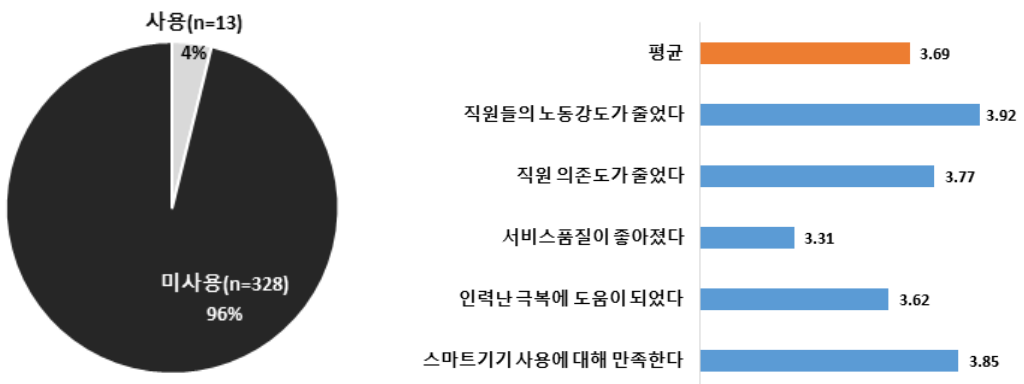 사용(n=13)
4%
미사용(n=328)
96%
평균
3.69
직원들의 노동강도가 줄었다
3.92
직원 의존도가 줄었다
3.77
서비스품질이 좋아졌다
3.31
인력난 극복에 도움이 되었다
3.62
스마트기기 사용에 대해 만족한다
3.85